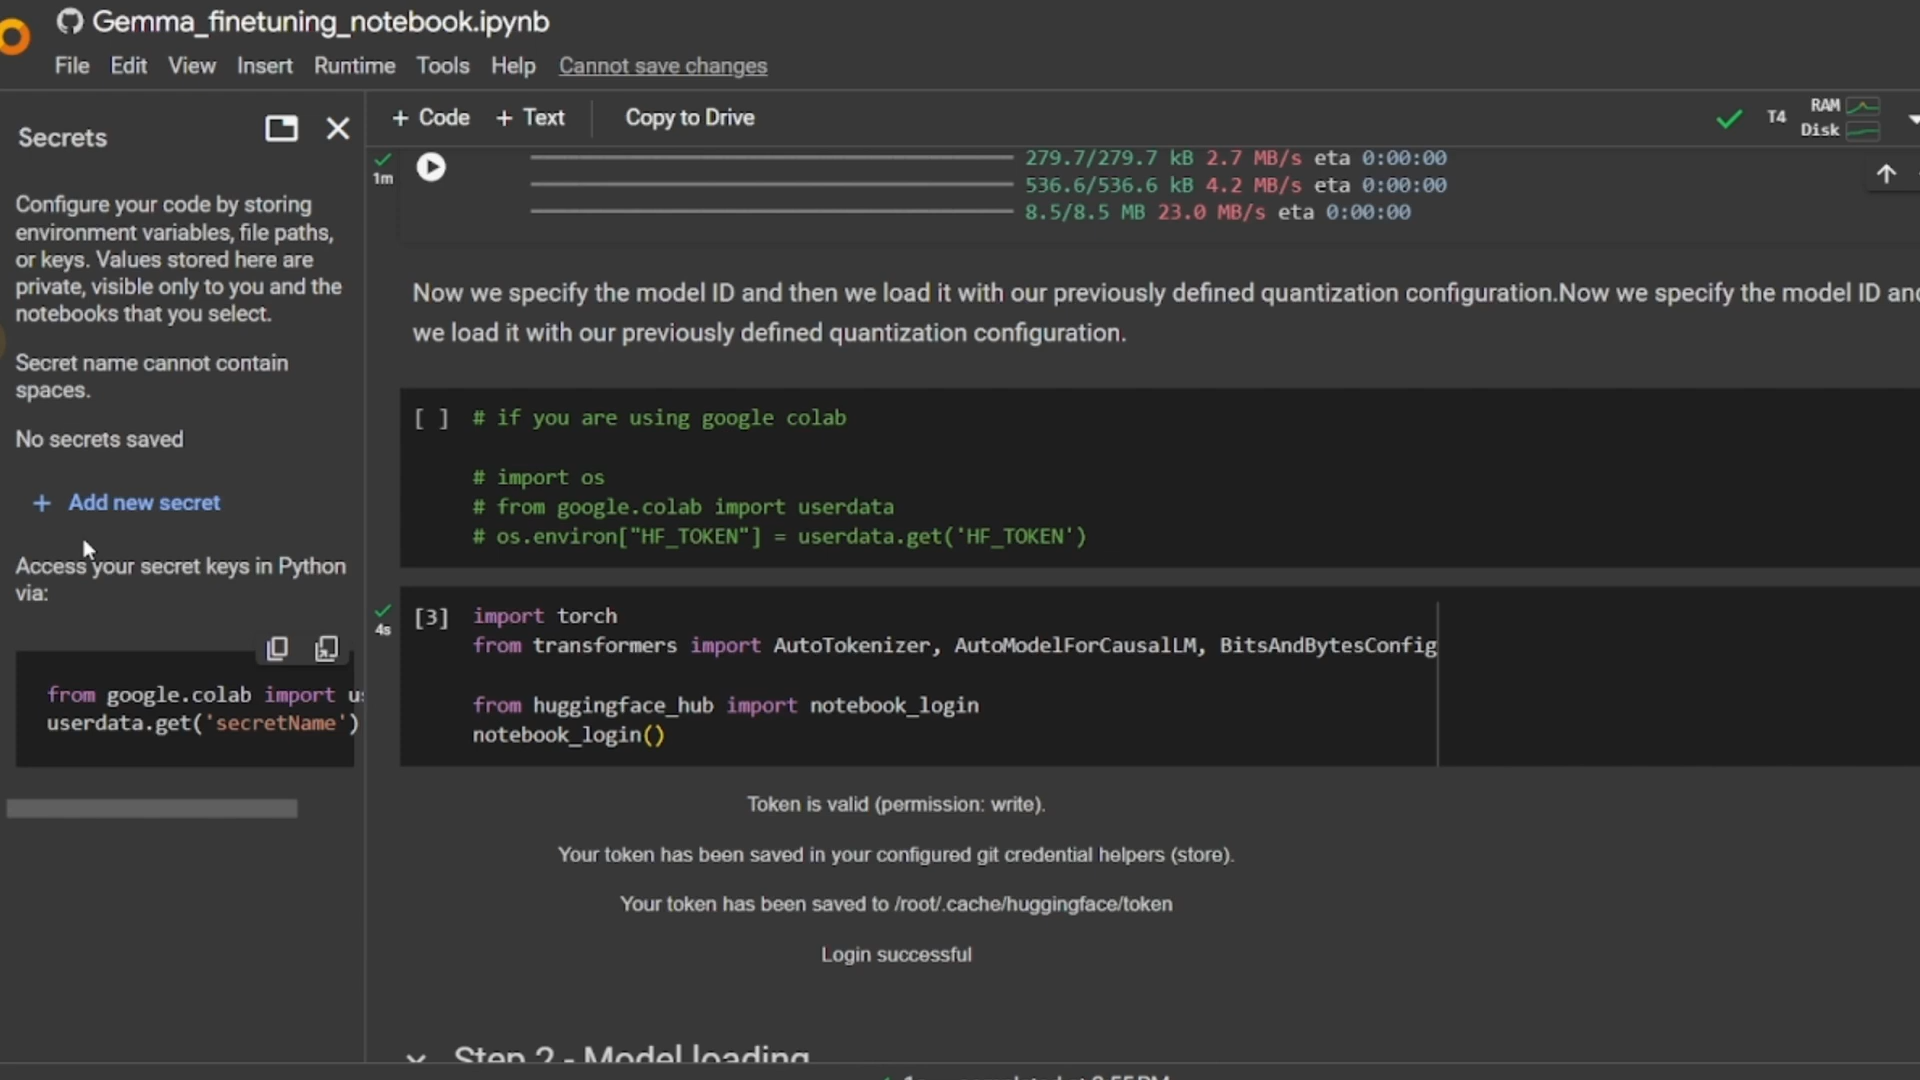 Gemma_finetuning_notebook.ipynb
File Edit View Insert Runtime Tools Help Cannot save changes
Secrets
Configure your code by storing
environment variables, file paths,
or keys. Values stored here are
private, visible only to you and the
notebooks that you select.
Secret name cannot contain
spaces.
No secrets saved
+ Add new secret
Access your secret keys in Python
via:
from google.colab import us
userdata.get('secretName')
+ Code + Text Copy to Drive
T4
RAM
Disk
1m
279.7/279.7 kB 2.7 MB/s eta 0:00:00
536.6/536.6 kB 4.2 MB/s eta 0:00:00
8.5/8.5 MB 23.0 MB/s eta 0:00:00
Now we specify the model ID and then we load it with our previously defined quantization configuration.Now we specify the model ID and
we load it with our previously defined quantization configuration.
[ ] # if you are using google colab
# import os
# from google.colab import userdata
# os.environ["HF_TOKEN"] = userdata.get('HF_TOKEN')
4s
[3] import torch
from transformers import AutoTokenizer, AutoModelForCausalLM, BitsAndBytesConfig
from huggingface_hub import notebook_login
notebook_login()
Token is valid (permission: write).
Your token has been saved in your configured git credential helpers (store).
Your token has been saved to /root/.cache/huggingface/token
Login successful
Step 2 - Model loading